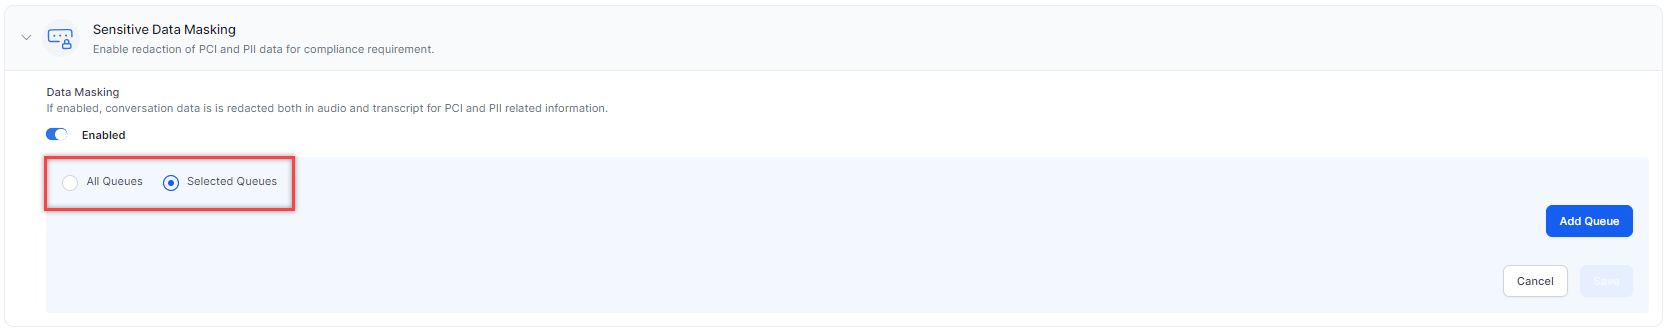 Sensitive Data Masking
Enable redaction of PCI and PII data for compliance requirement.
Data Masking
If enabled, conversation data is is redacted both in audio and transcript for PCI and PII related information.
Enabled
All Queues Selected Queues
Add Queue
Cancel Save